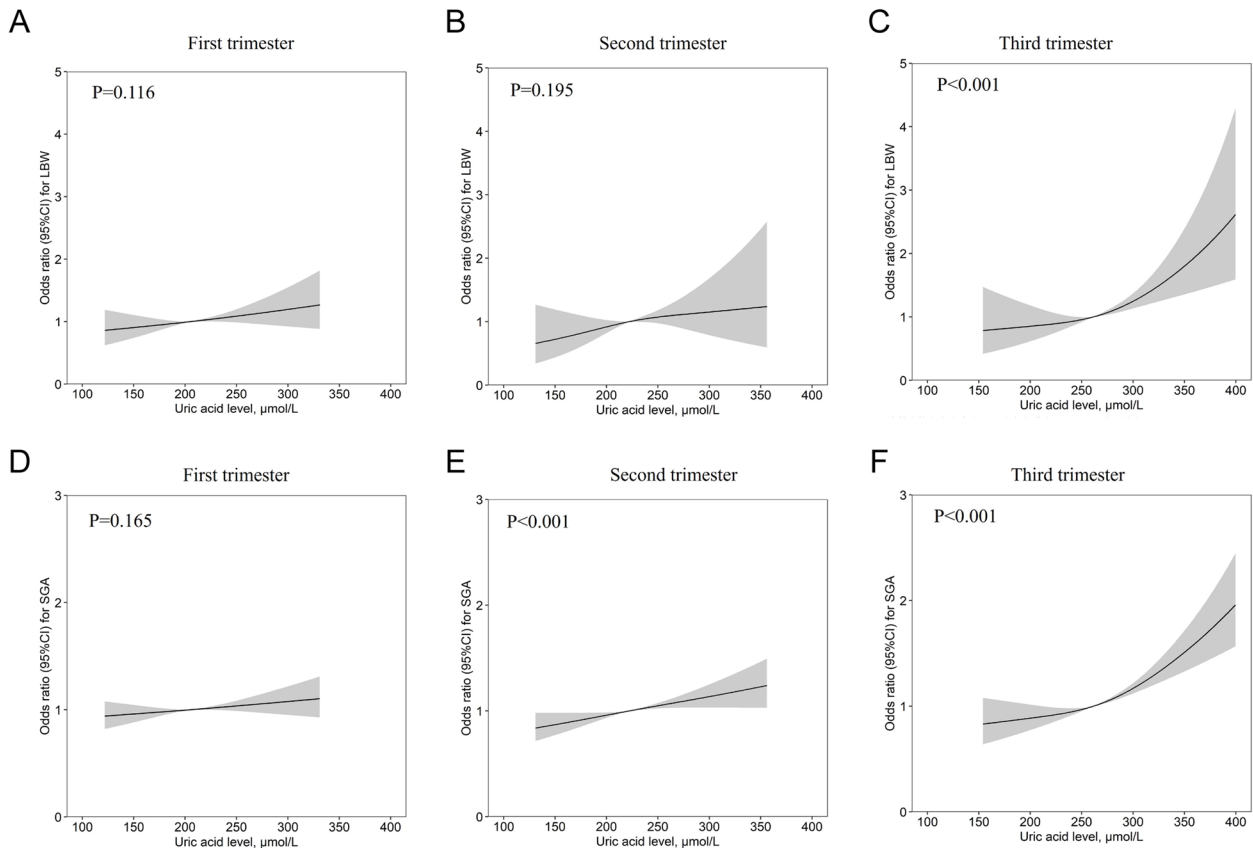 A
First trimester
P=0.116
Odds ratio (95%CI) for LBW
5
4
3
2
1
0
100 150 200 250 300 350 400
Uric acid level, μmol/L
B
Second trimester
P=0.195
Odds ratio (95%CI) for LBW
5
4
3
2
1
0
100 150 200 250 300 350 400
Uric acid level, μmol/L
C
Third trimester
P<0.001
Odds ratio (95%CI) for LBW
5
4
3
2
1
0
100 150 200 250 300 350 400
Uric acid level, μmol/L
D
First trimester
P=0.165
Odds ratio (95%CI) for SGA
3
2
1
0
100 150 200 250 300 350 400
Uric acid level, μmol/L
E
Second trimester
P<0.001
Odds ratio (95%CI) for SGA
3
2
1
0
100 150 200 250 300 350 400
Uric acid level, μmol/L
F
Third trimester
P<0.001
Odds ratio (95%CI) for SGA
3
2
1
0
100 150 200 250 300 350 400
Uric acid level, μmol/L